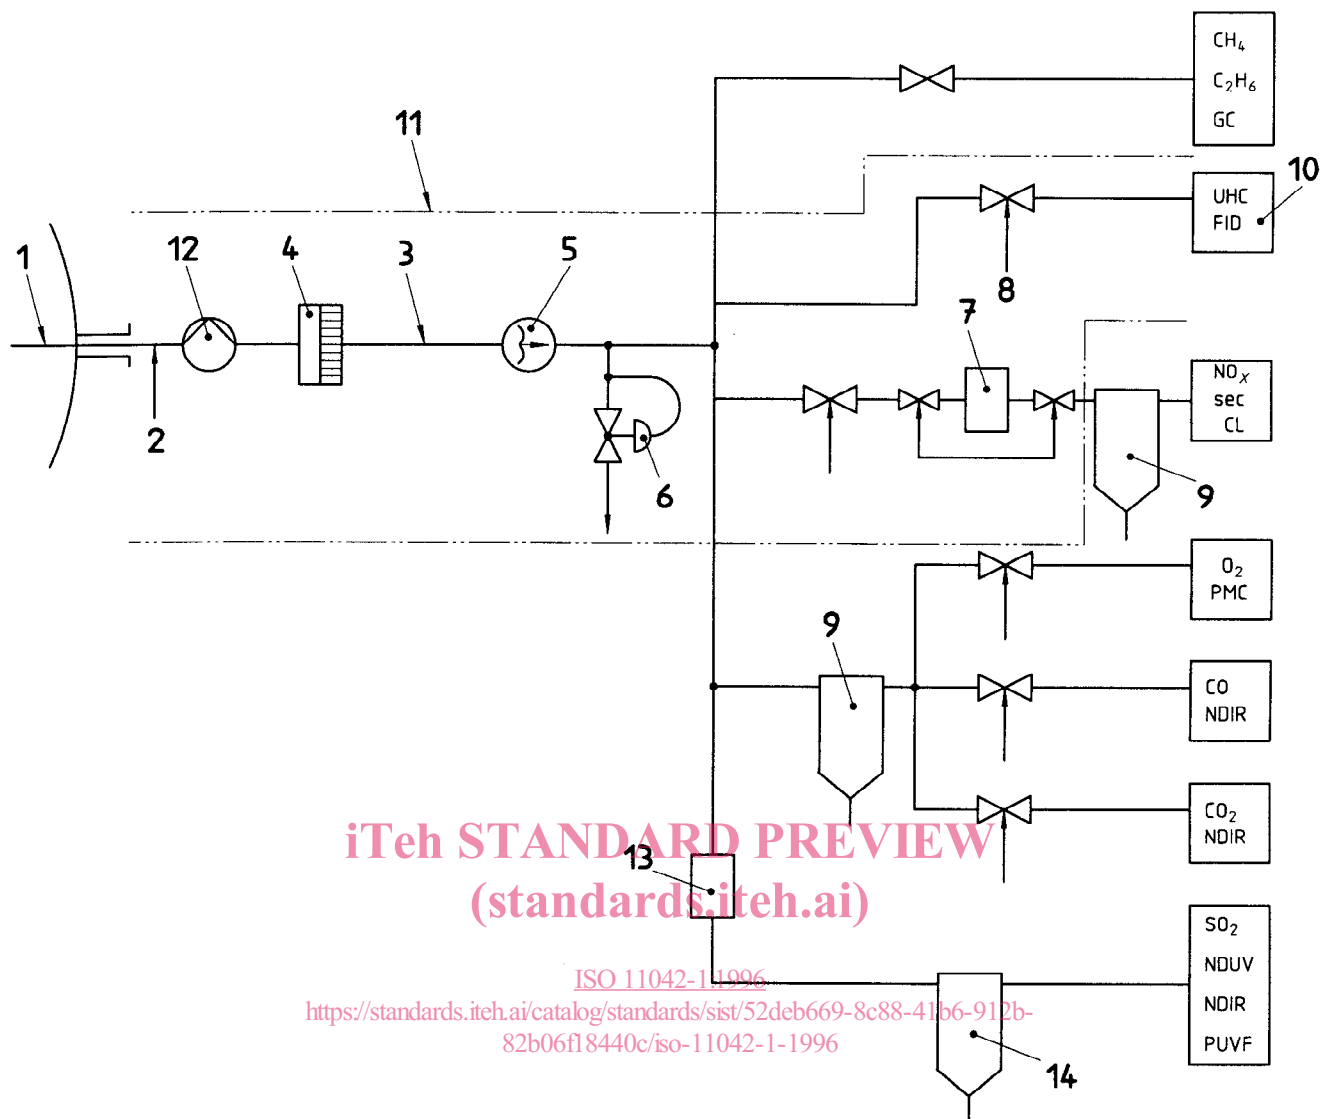 CH4
C2H6
GC
11
UHC
FID
10
1
12
4
3
5
8
7
2
6
NOX
sec
CL
9
O2
PMC
9
CO
NDIR
CO2
NDIR
iTeh STANDARD PREVIEW
13
(standards.iteh.ai)
SO2
NDUV
NDIR
PUVF
ISO 11042-1:1996
https://standards.iteh.ai/catalog/standards/sist/52deb669-8c88-41b6-912b-
82b06f18440c/iso-11042-1-1996
14